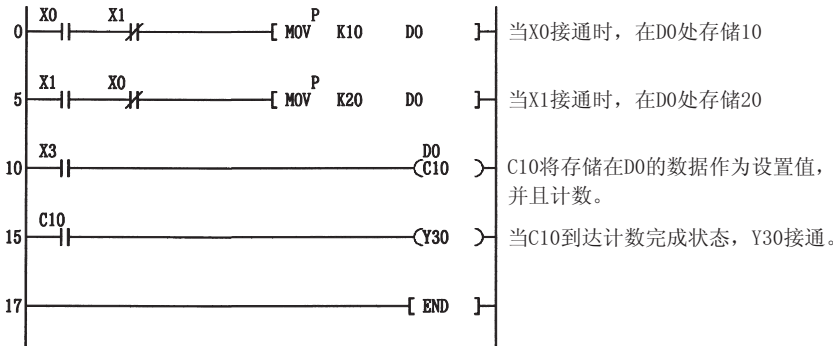 X0 X1 P
0 [ MOV K10 D0 ] 当X0接通时，在D0处存储10
X1 X0 P
5 [ MOV K20 D0 ] 当X1接通时，在D0处存储20
X3 D0
10 (C10 ) C10将存储在D0的数据作为设置值，
并且计数。
C10
15 (Y30 ) 当C10到达计数完成状态，Y30接通。
17 [ END ]